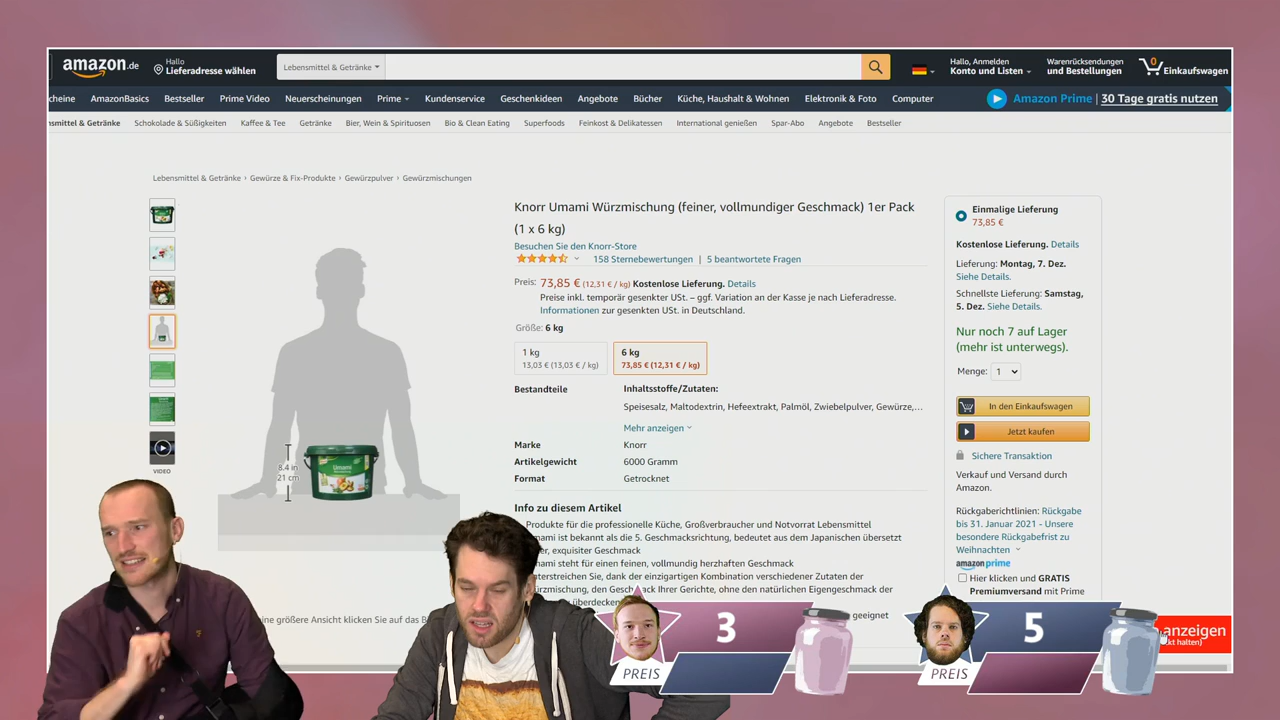 amazon.de
Hallo
Lieferadresse wählen
Lebensmittel & Getränke
Hallo, Anmelden
Konto und Listen
Warenrücksendungen
und Bestellungen
0
Einkaufswagen
cheine
AmazonBasics
Bestseller
Prime Video
Neuerscheinungen
Prime
Kundenservice
Geschenkideen
Angebote
Bücher
Küche, Haushalt & Wohnen
Elektronik & Foto
Computer
Amazon Prime | 30 Tage gratis nutzen
nsmittel & Getränke
Schokolade & Süßigkeiten
Kaffee & Tee
Getränke
Bier, Wein & Spirituosen
Bio & Clean Eating
Superfoods
Feinkost & Delikatessen
International genießen
Spar-Abo
Angebote
Bestseller
Lebensmittel & Getränke › Gewürze & Fix-Produkte › Gewürzpulver › Gewürzmischungen
VIDEO
8.4 in
21 cm
Umami
ine größere Ansicht klicken Sie auf das B
Knorr Umami Würzmischung (feiner, vollmundiger Geschmack) 1er Pack
(1 x 6 kg)
Besuchen Sie den Knorr-Store
158 Sternebewertungen | 5 beantwortete Fragen
Preis: 73,85 € (12,31 € / kg) Kostenlose Lieferung. Details
Preise inkl. temporär gesenkter USt. – ggf. Variation an der Kasse je nach Lieferadresse.
Informationen zur gesenkten USt. in Deutschland.
Größe: 6 kg
1 kg
13,03 € (13,03 € / kg)
6 kg
73,85 € (12,31 € / kg)
Bestandteile
Inhaltsstoffe/Zutaten:
Speisesalz, Maltodextrin, Hefeextrakt, Palmöl, Zwiebelpulver, Gewürze,…
Mehr anzeigen
Marke Knorr
Artikelgewicht 6000 Gramm
Format Getrocknet
Info zu diesem Artikel
Produkte für die professionelle Küche, Großverbraucher und Notvorrat Lebensmittel
mami ist bekannt als die 5. Geschmacksrichtung, bedeutet aus dem Japanischen übersetzt
er, exquisiter Geschmack
mami steht für einen feinen, vollmundig herzhaften Geschmack
nterstreichen Sie, dank der einzigartigen Kombination verschiedener Zutaten der
ürzmischung, den Geschmack Ihrer Gerichte, ohne den natürlichen Eigengeschmack der
überdecken
geeignet
Einmalige Lieferung
73,85 €
Kostenlose Lieferung. Details
Lieferung: Montag, 7. Dez.
Siehe Details.
Schnellste Lieferung: Samstag,
5. Dez. Siehe Details.
Nur noch 7 auf Lager
(mehr ist unterwegs).
Menge: 1
In den Einkaufswagen
Jetzt kaufen
Sichere Transaktion
Verkauf und Versand durch
Amazon.
Rückgaberichtlinien: Rückgabe
bis 31. Januar 2021 - Unsere
besondere Rückgabefrist zu
Weihnachten
amazon prime
Hier klicken und GRATIS
Premiumversand mit Prime
anzeigen
kt halten)
3
PREIS
5
PREIS